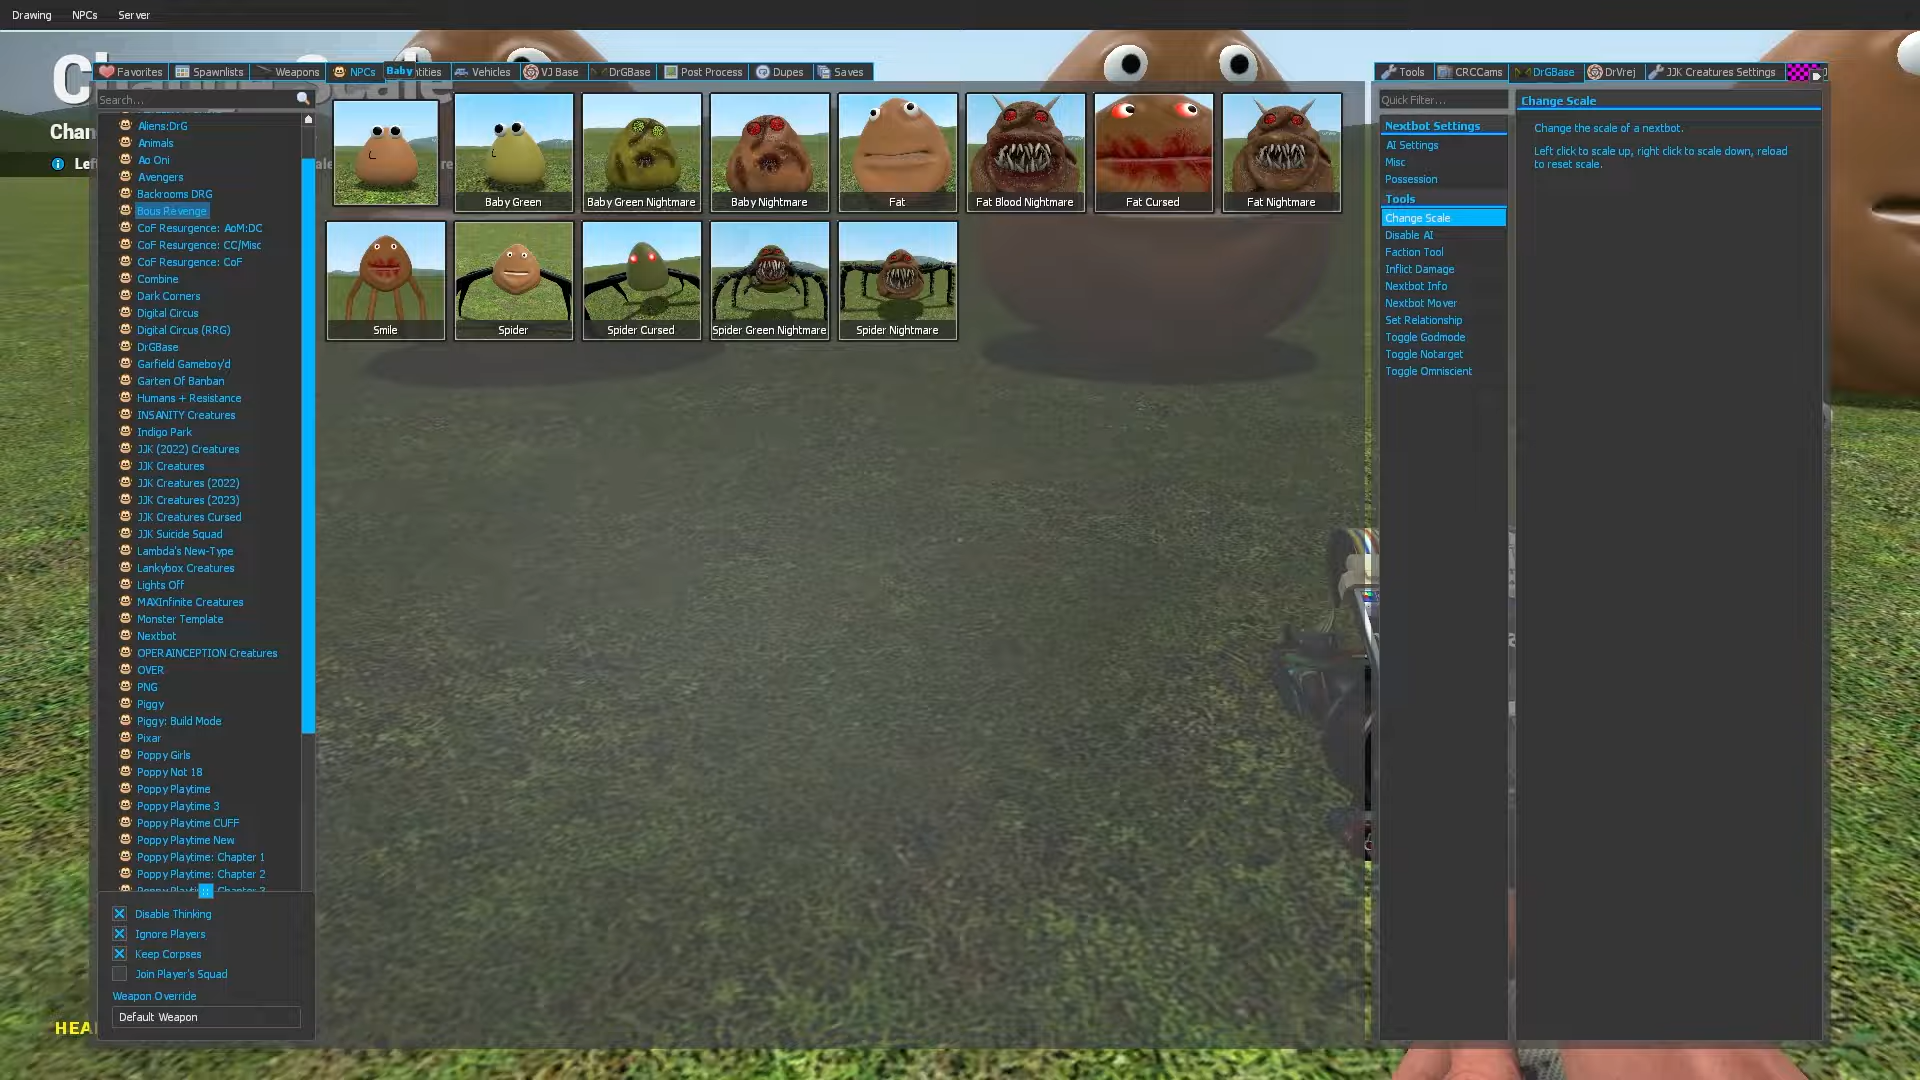 Drawing NPCs Server
Favorites Spawnlists Weapons NPCs Baby Vehicles VJ Base DrGBase Post Process Dupes Saves
Search...
Aliens:DrG
Animals
Ao Oni
Avengers
Backrooms DRG
Bous Revenge
CoF Resurgence: AoM:DC
CoF Resurgence: CC/Misc
CoF Resurgence: CoF
Combine
Dark Corners
Digital Circus
Digital Circus (RRG)
DrGBase
Garfield Gameboy'd
Garten Of Banban
Humans + Resistance
INSANITY Creatures
Indigo Park
JJK (2022) Creatures
JJK Creatures
JJK Creatures (2022)
JJK Creatures (2023)
JJK Creatures Cursed
JJK Suicide Squad
Lambda's New-Type
Lankybox Creatures
Lights Off
MAXInfinite Creatures
Monster Template
Nextbot
OPERAINCEPTION Creatures
OVER
PNG
Piggy
Piggy: Build Mode
Pixar
Poppy Girls
Poppy Not 18
Poppy Playtime
Poppy Playtime 3
Poppy Playtime CUFF
Poppy Playtime New
Poppy Playtime: Chapter 1
Poppy Playtime: Chapter 2
Disable Thinking
Ignore Players
Keep Corpses
Join Player's Squad
Weapon Override
Default Weapon
Baby Green Baby Green Nightmare Baby Nightmare Fat Fat Blood Nightmare Fat Cursed Fat Nightmare
Smile Spider Spider Cursed Spider Green Nightmare Spider Nightmare
Tools CRCCams DrGBase DrVrej JJK Creatures Settings
Quick Filter...
Nextbot Settings
AI Settings
Misc
Possession
Tools
Change Scale
Disable AI
Faction Tool
Inflict Damage
Nextbot Info
Nextbot Mover
Set Relationship
Toggle Godmode
Toggle Notarget
Toggle Omniscient
Change Scale
Change the scale of a nextbot.
Left click to scale up, right click to scale down, reload
to reset scale.